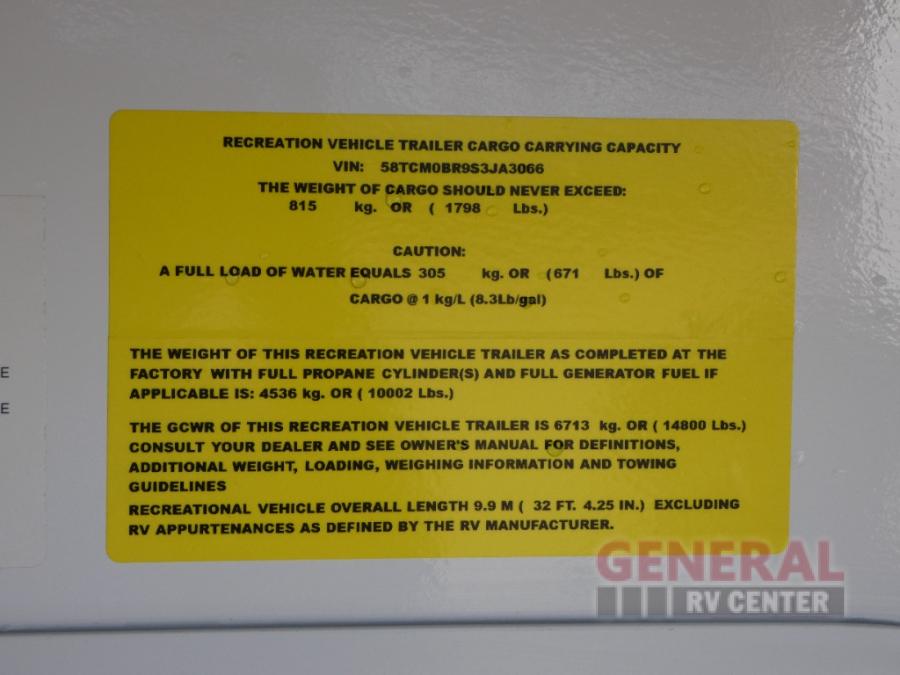 RECREATION VEHICLE TRAILER CARGO CARRYING CAPACITY
VIN: 58TCM0BR9S3JA3066
THE WEIGHT OF CARGO SHOULD NEVER EXCEED:
815 kg. OR ( 1798 Lbs.)
CAUTION:
A FULL LOAD OF WATER EQUALS 305 kg. OR (671 Lbs.) OF
CARGO @ 1 kg/L (8.3Lb/gal)
THE WEIGHT OF THIS RECREATION VEHICLE TRAILER AS COMPLETED AT THE
FACTORY WITH FULL PROPANE CYLINDER(S) AND FULL GENERATOR FUEL IF
APPLICABLE IS: 4536 kg. OR ( 10002 Lbs.)
THE GCWR OF THIS RECREATION VEHICLE TRAILER IS 6713 kg. OR ( 14800 Lbs.)
CONSULT YOUR DEALER AND SEE OWNER'S MANUAL FOR DEFINITIONS,
ADDITIONAL WEIGHT, LOADING, WEIGHING INFORMATION AND TOWING
GUIDELINES
RECREATIONAL VEHICLE OVERALL LENGTH 9.9 M ( 32 FT. 4.25 IN.) EXCLUDING
RV APPURTENANCES AS DEFINED BY THE RV MANUFACTURER.
E
E
GENERAL
RV CENTER